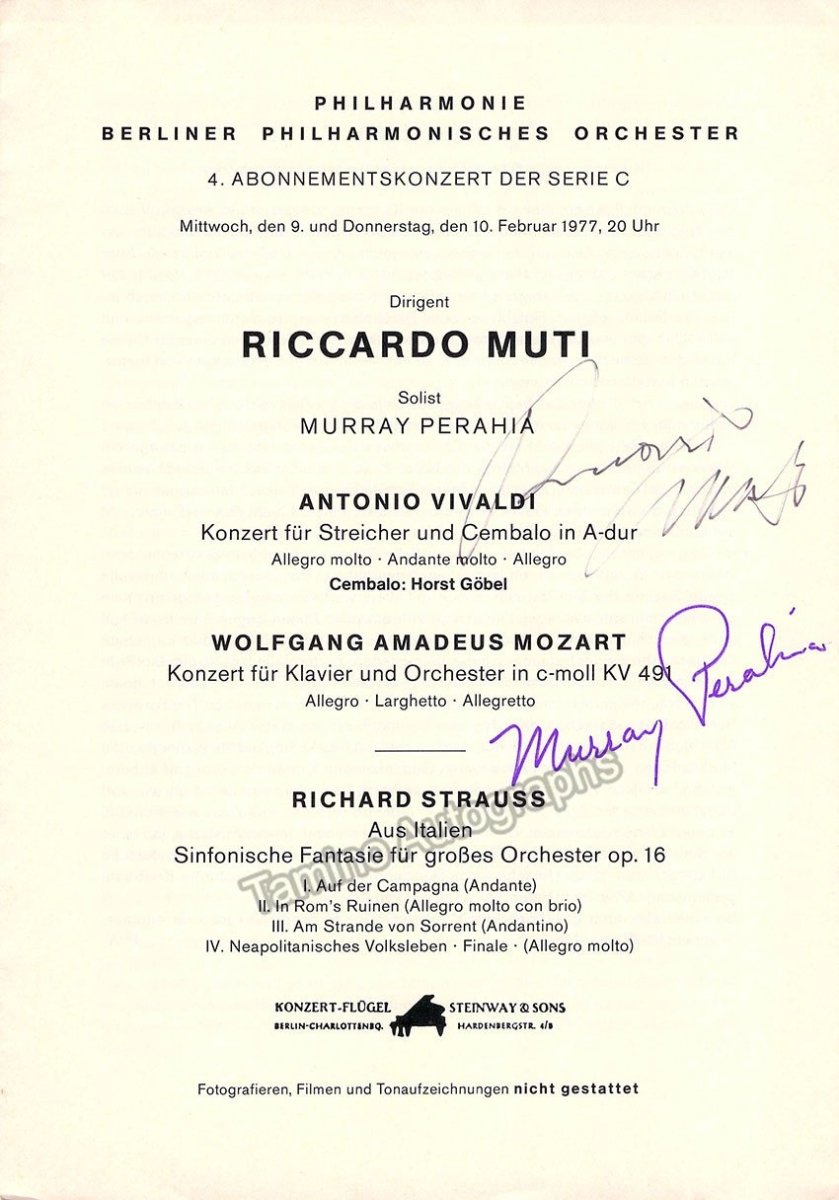 PHILHARMONIE
BERLINER PHILHARMONISCHES ORCHESTER
4. ABONNEMENTSKONZERT DER SERIE C
Mittwoch, den 9. und Donnerstag, den 10. Februar 1977, 20 Uhr
Dirigent
RICCARDO MUTI
Solist
MURRAY PERAHIA
Riccardo
Muti
ANTONIO VIVALDI
Konzert für Streicher und Cembalo in A-dur
Allegro molto · Andante molto · Allegro
Cembalo: Horst Göbel
WOLFGANG AMADEUS MOZART
Konzert für Klavier und Orchester in c-moll KV 491
Allegro · Larghetto · Allegretto
Murray Perahia
Tamino Autographs
RICHARD STRAUSS
Aus Italien
Sinfonische Fantasie für großes Orchester op. 16
I. Auf der Campagna (Andante)
II. In Rom's Ruinen (Allegro molto con brio)
III. Am Strande von Sorrent (Andantino)
IV. Neapolitanisches Volksleben · Finale · (Allegro molto)
KONZERT-FLÜGEL STEINWAY & SONS
BERLIN-CHARLOTTENBG. HARDENBERGSTR. 4/5
Fotografieren, Filmen und Tonaufzeichnungen nicht gestattet